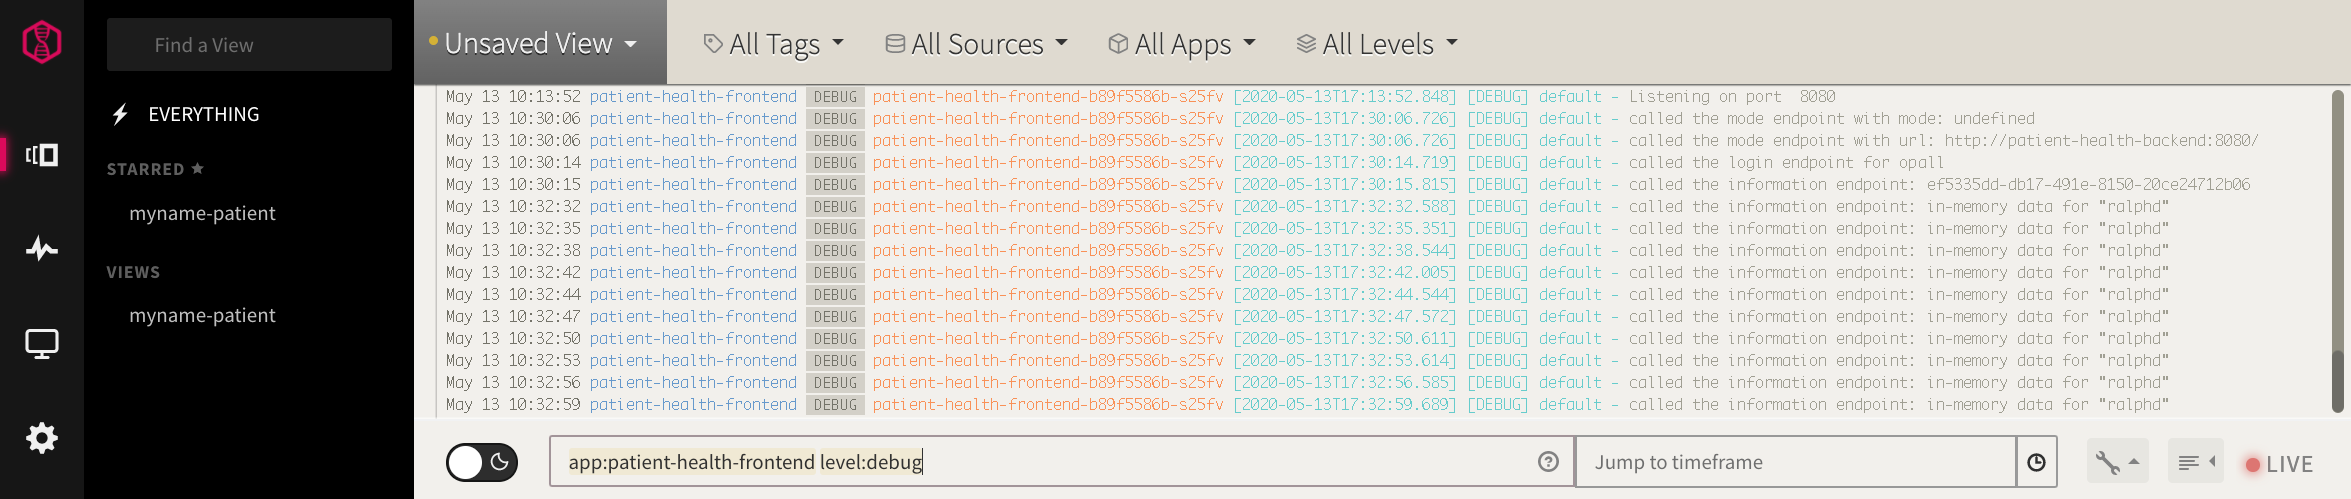 Find a View
EVERYTHING
STARRED
myname-patient
VIEWS
myname-patient
Unsaved View
All Tags
All Sources
All Apps
All Levels
May 13 10:13:52 patient-health-frontend DEBUG patient-health-frontend-b89f5586b-s25fv [2020-05-13T17:13:52.848] [DEBUG] default - Listening on port  8080
May 13 10:30:06 patient-health-frontend DEBUG patient-health-frontend-b89f5586b-s25fv [2020-05-13T17:30:06.726] [DEBUG] default - called the mode endpoint with mode: undefined
May 13 10:30:06 patient-health-frontend DEBUG patient-health-frontend-b89f5586b-s25fv [2020-05-13T17:30:06.726] [DEBUG] default - called the mode endpoint with url: http://patient-health-backend:8080/
May 13 10:30:14 patient-health-frontend DEBUG patient-health-frontend-b89f5586b-s25fv [2020-05-13T17:30:14.719] [DEBUG] default - called the login endpoint for opall
May 13 10:30:15 patient-health-frontend DEBUG patient-health-frontend-b89f5586b-s25fv [2020-05-13T17:30:15.815] [DEBUG] default - called the information endpoint: ef5335dd-db17-491e-8150-20ce24712b06
May 13 10:32:32 patient-health-frontend DEBUG patient-health-frontend-b89f5586b-s25fv [2020-05-13T17:32:32.588] [DEBUG] default - called the information endpoint: in-memory data for "ralphd"
May 13 10:32:35 patient-health-frontend DEBUG patient-health-frontend-b89f5586b-s25fv [2020-05-13T17:32:35.351] [DEBUG] default - called the information endpoint: in-memory data for "ralphd"
May 13 10:32:38 patient-health-frontend DEBUG patient-health-frontend-b89f5586b-s25fv [2020-05-13T17:32:38.544] [DEBUG] default - called the information endpoint: in-memory data for "ralphd"
May 13 10:32:42 patient-health-frontend DEBUG patient-health-frontend-b89f5586b-s25fv [2020-05-13T17:32:42.005] [DEBUG] default - called the information endpoint: in-memory data for "ralphd"
May 13 10:32:44 patient-health-frontend DEBUG patient-health-frontend-b89f5586b-s25fv [2020-05-13T17:32:44.544] [DEBUG] default - called the information endpoint: in-memory data for "ralphd"
May 13 10:32:47 patient-health-frontend DEBUG patient-health-frontend-b89f5586b-s25fv [2020-05-13T17:32:47.572] [DEBUG] default - called the information endpoint: in-memory data for "ralphd"
May 13 10:32:50 patient-health-frontend DEBUG patient-health-frontend-b89f5586b-s25fv [2020-05-13T17:32:50.611] [DEBUG] default - called the information endpoint: in-memory data for "ralphd"
May 13 10:32:53 patient-health-frontend DEBUG patient-health-frontend-b89f5586b-s25fv [2020-05-13T17:32:53.614] [DEBUG] default - called the information endpoint: in-memory data for "ralphd"
May 13 10:32:56 patient-health-frontend DEBUG patient-health-frontend-b89f5586b-s25fv [2020-05-13T17:32:56.585] [DEBUG] default - called the information endpoint: in-memory data for "ralphd"
May 13 10:32:59 patient-health-frontend DEBUG patient-health-frontend-b89f5586b-s25fv [2020-05-13T17:32:59.689] [DEBUG] default - called the information endpoint: in-memory data for "ralphd"
app:patient-health-frontend level:debug
Jump to timeframe
LIVE